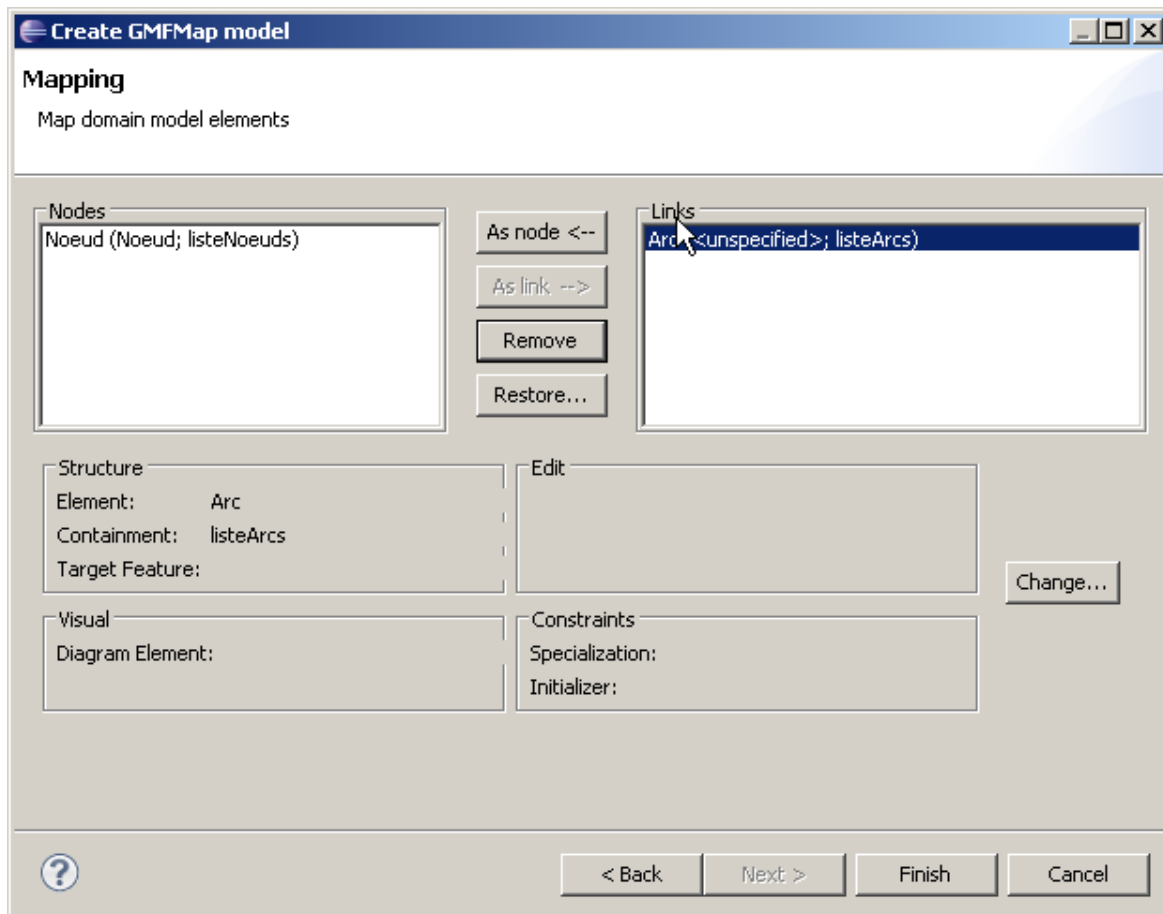 Create GMFMap model
Mapping
Map domain model elements
Nodes
Noeud (Noeud; listeNoeuds)
As node <--
As link -->
Remove
Restore...
Links
Arc <unspecified>; listeArcs)
Structure
Element: Arc
Containment: listeArcs
Target Feature:
Edit
Change...
Visual
Diagram Element:
Constraints
Specialization:
Initializer:
?
< Back
Next >
Finish
Cancel